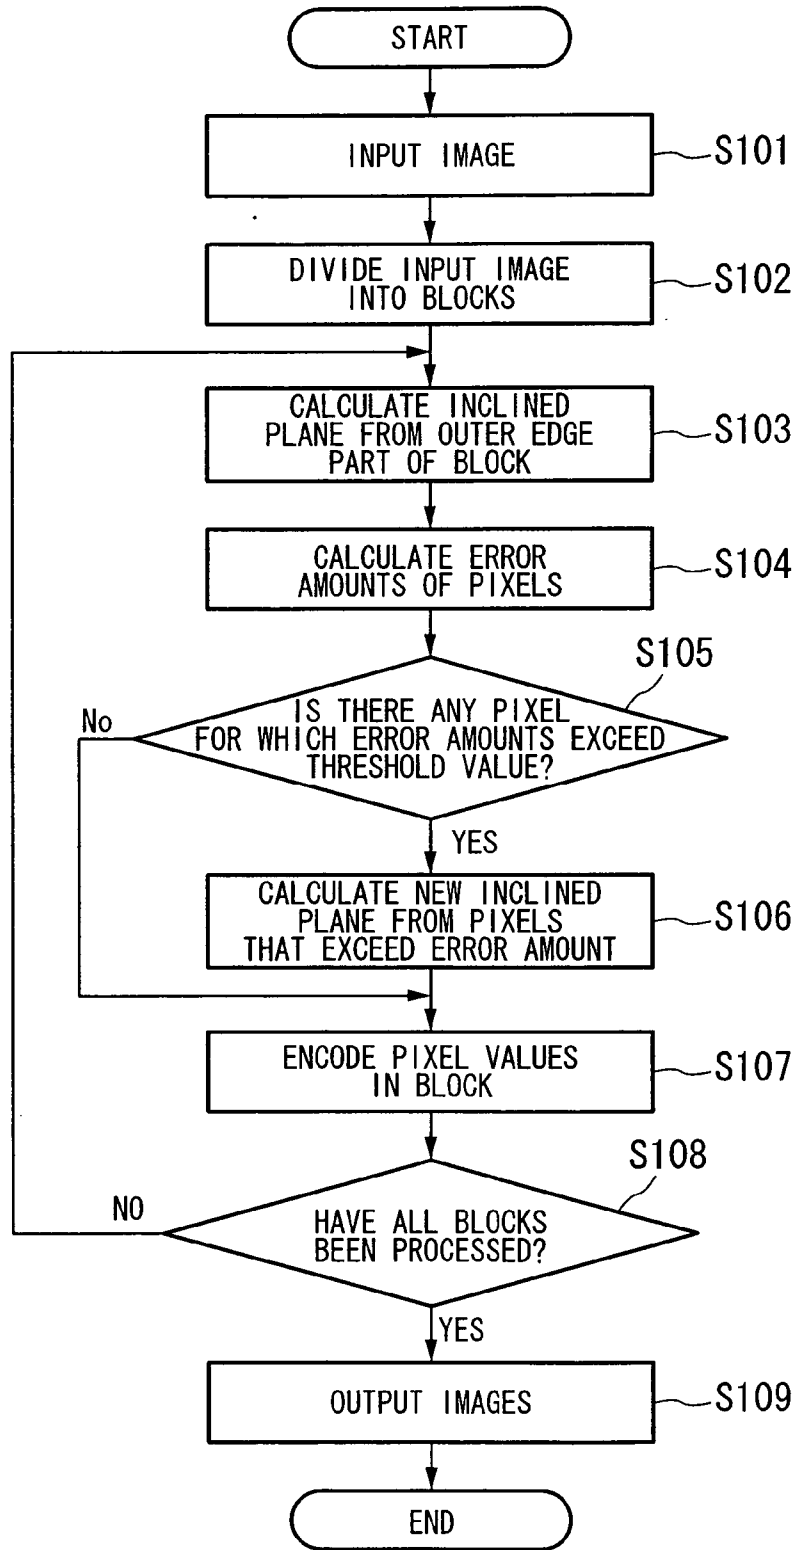 START
INPUT IMAGE
S101
DIVIDE INPUT IMAGE
INTO BLOCKS
S102
CALCULATE INCLINED
PLANE FROM OUTER EDGE
PART OF BLOCK
S103
CALCULATE ERROR
AMOUNTS OF PIXELS
S104
S105
IS THERE ANY PIXEL
FOR WHICH ERROR AMOUNTS EXCEED
THRESHOLD VALUE?
No
YES
CALCULATE NEW INCLINED
PLANE FROM PIXELS
THAT EXCEED ERROR AMOUNT
S106
ENCODE PIXEL VALUES
IN BLOCK
S107
S108
HAVE ALL BLOCKS
BEEN PROCESSED?
NO
YES
OUTPUT IMAGES
S109
END